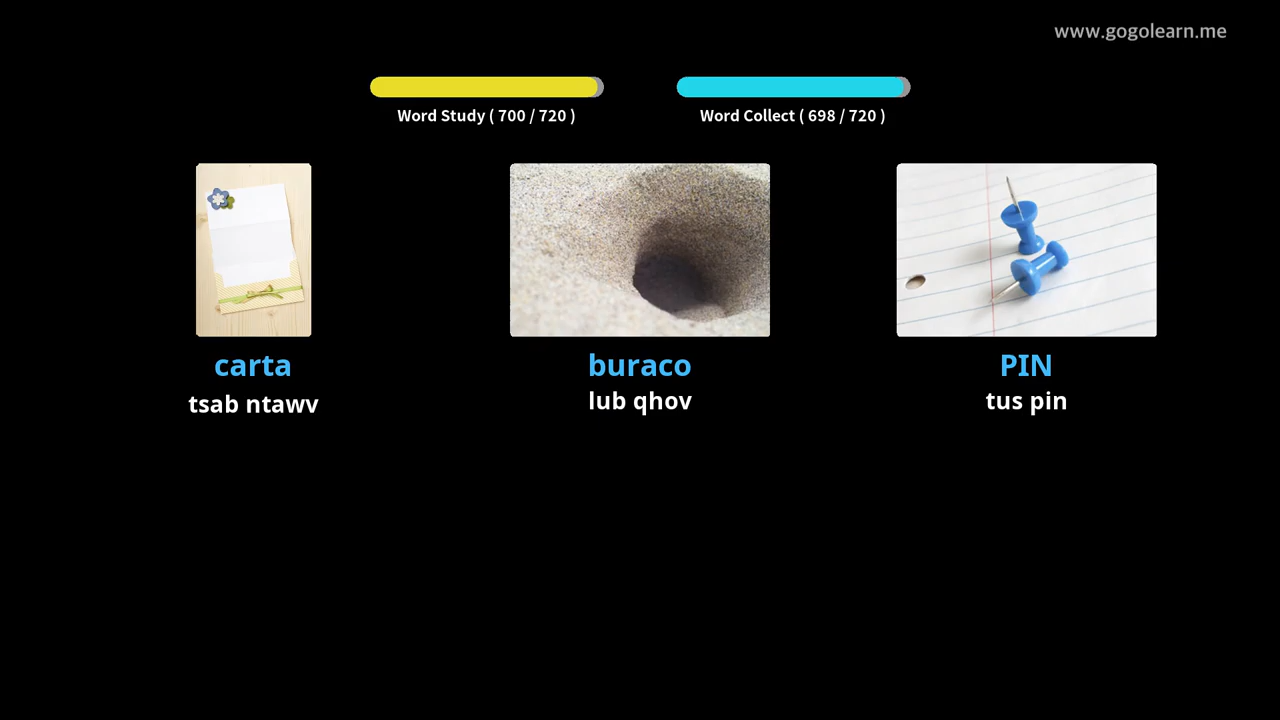 www.gogolearn.me
Word Study ( 700 / 720 )
Word Collect ( 698 / 720 )
carta
tsab ntawv
buraco
lub qhov
PIN
tus pin